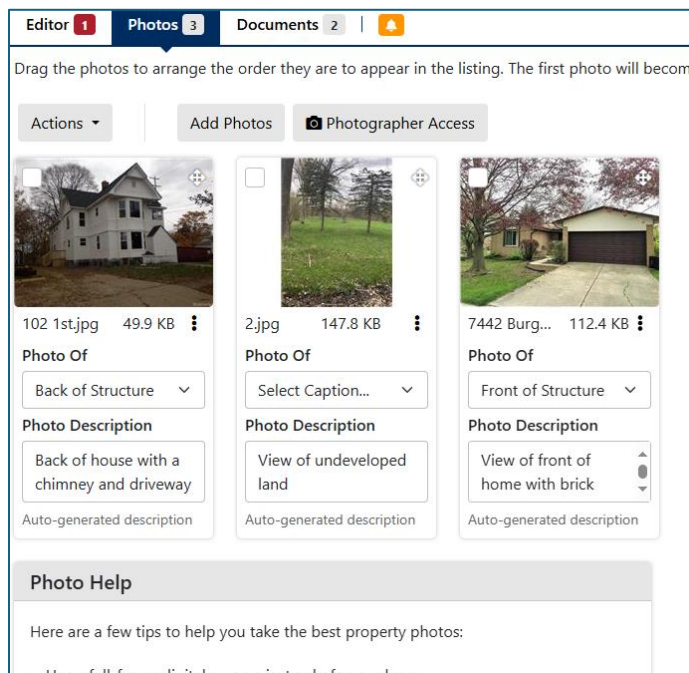 Editor 1 Photos 3 Documents 2
Drag the photos to arrange the order they are to appear in the listing. The first photo will becom
Actions Add Photos Photographer Access
102 1st.jpg 49.9 KB 2.jpg 147.8 KB 7442 Burg... 112.4 KB
Photo Of Photo Of Photo Of
Back of Structure Select Caption... Front of Structure
Photo Description Photo Description Photo Description
Back of house with a View of undeveloped View of front of
chimney and driveway land home with brick
Auto-generated description Auto-generated description Auto-generated description
Photo Help
Here are a few tips to help you take the best property photos: